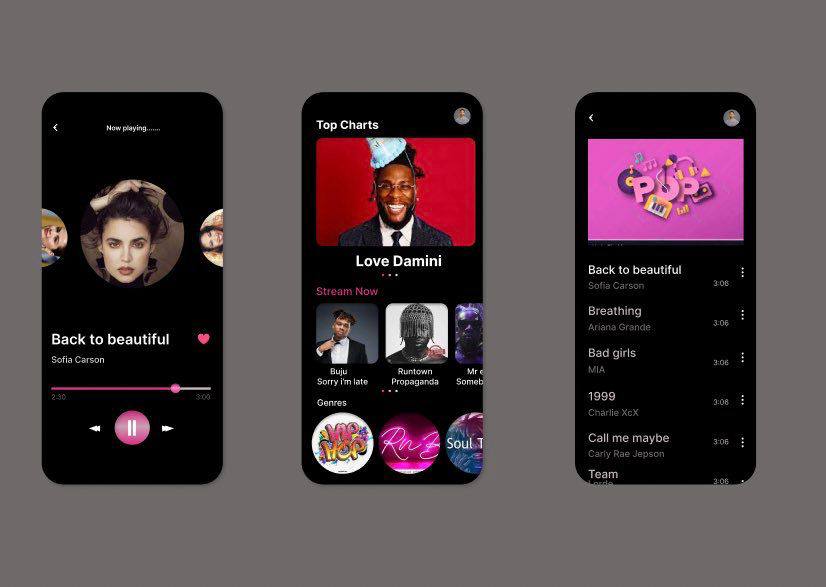 Now playing......
Back to beautiful
Sofia Carson
2:30
3:00
Top Charts
Love Damini
Stream Now
Buju
Sorry i'm late
Runtown
Propaganda
Mr e
Someb
Genres
HIP
HOP
RnB
Soul T
POP
Back to beautiful
Sofia Carson
3:06
Breathing
Ariana Grande
3:06
Bad girls
MIA
3:06
1999
Charlie XcX
3:06
Call me maybe
Carly Rae Jepson
3:06
Team
Lorde
3:06